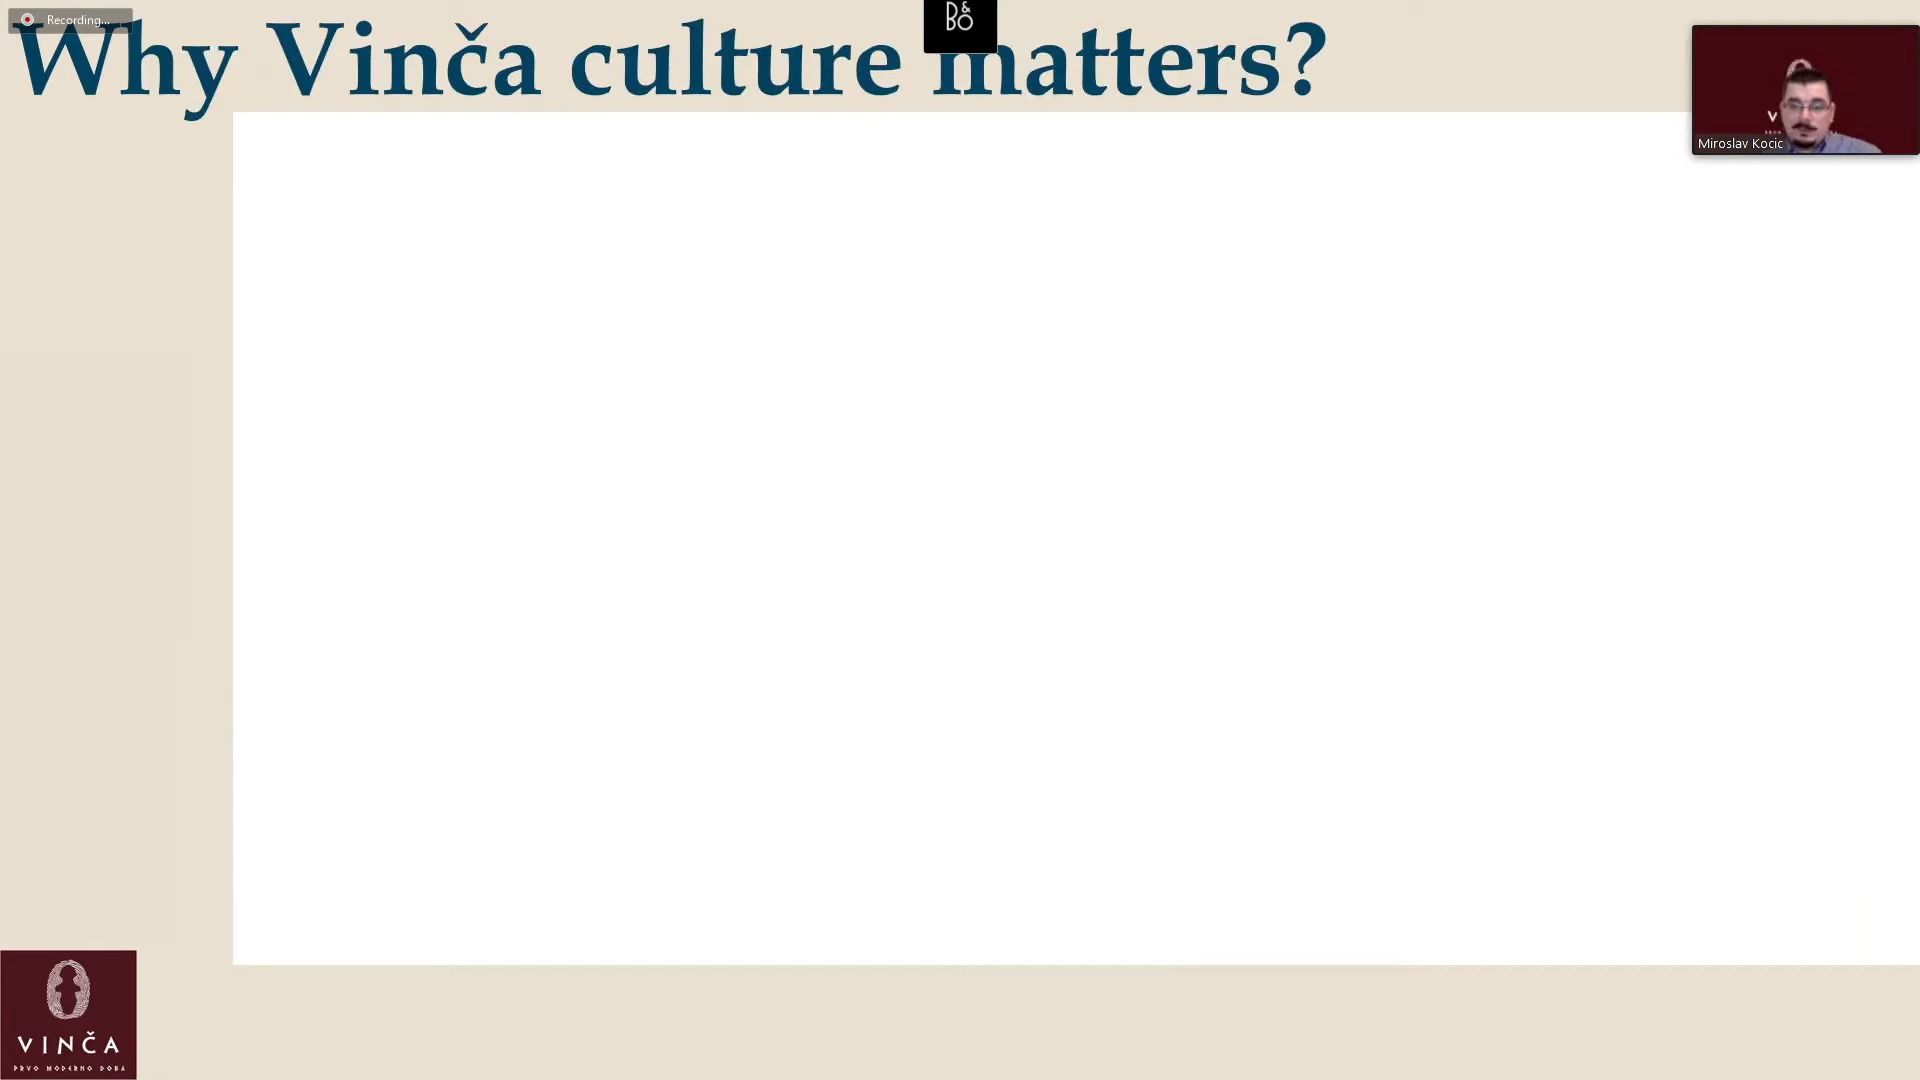 Recording...
B&O
Why Vinča culture matters?
Miroslav Kocic
VINČA
PRVO MODERNO DOBA